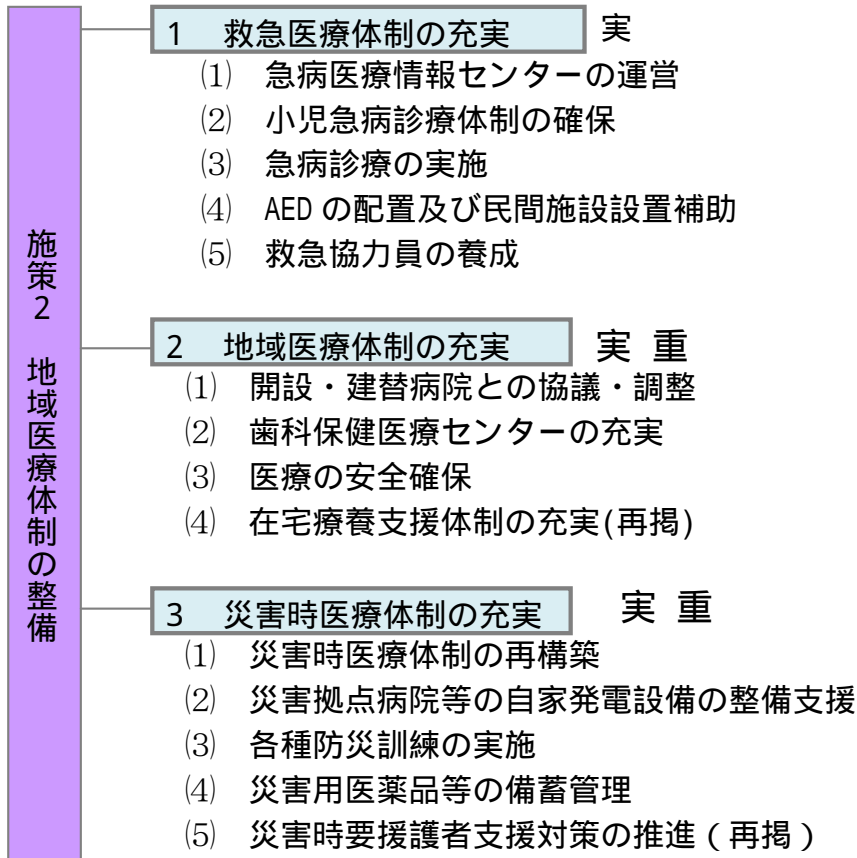 施策2　地域医療体制の整備
1　救急医療体制の充実　実
⑴　急病医療情報センターの運営
⑵　小児急病診療体制の確保
⑶　急病診療の実施
⑷　AEDの配置及び民間施設設置補助
⑸　救急協力員の養成
2　地域医療体制の充実　実 重
⑴　開設・建替病院との協議・調整
⑵　歯科保健医療センターの充実
⑶　医療の安全確保
⑷　在宅療養支援体制の充実(再掲)
3　災害時医療体制の充実　実 重
⑴　災害時医療体制の再構築
⑵　災害拠点病院等の自家発電設備の整備支援
⑶　各種防災訓練の実施
⑷　災害用医薬品等の備蓄管理
⑸　災害時要援護者支援対策の推進（再掲）